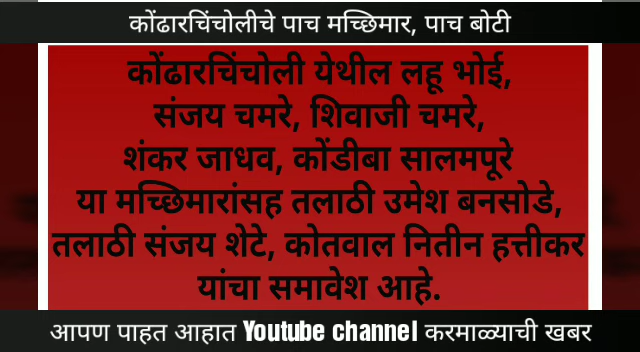 कोंढारचिंचोलीचे पाच मच्छिमार, पाच बोटी
कोंढारचिंचोली येथील लहू भोई,
संजय चमरे, शिवाजी चमरे,
शंकर जाधव, कोंडीबा सालमपूरे
या मच्छिमारांसह तलाठी उमेश बनसोडे,
तलाठी संजय शेटे, कोतवाल नितीन हत्तीकर
यांचा समावेश आहे.
आपण पाहत आहात Youtube channel करमाळ्याची खबर